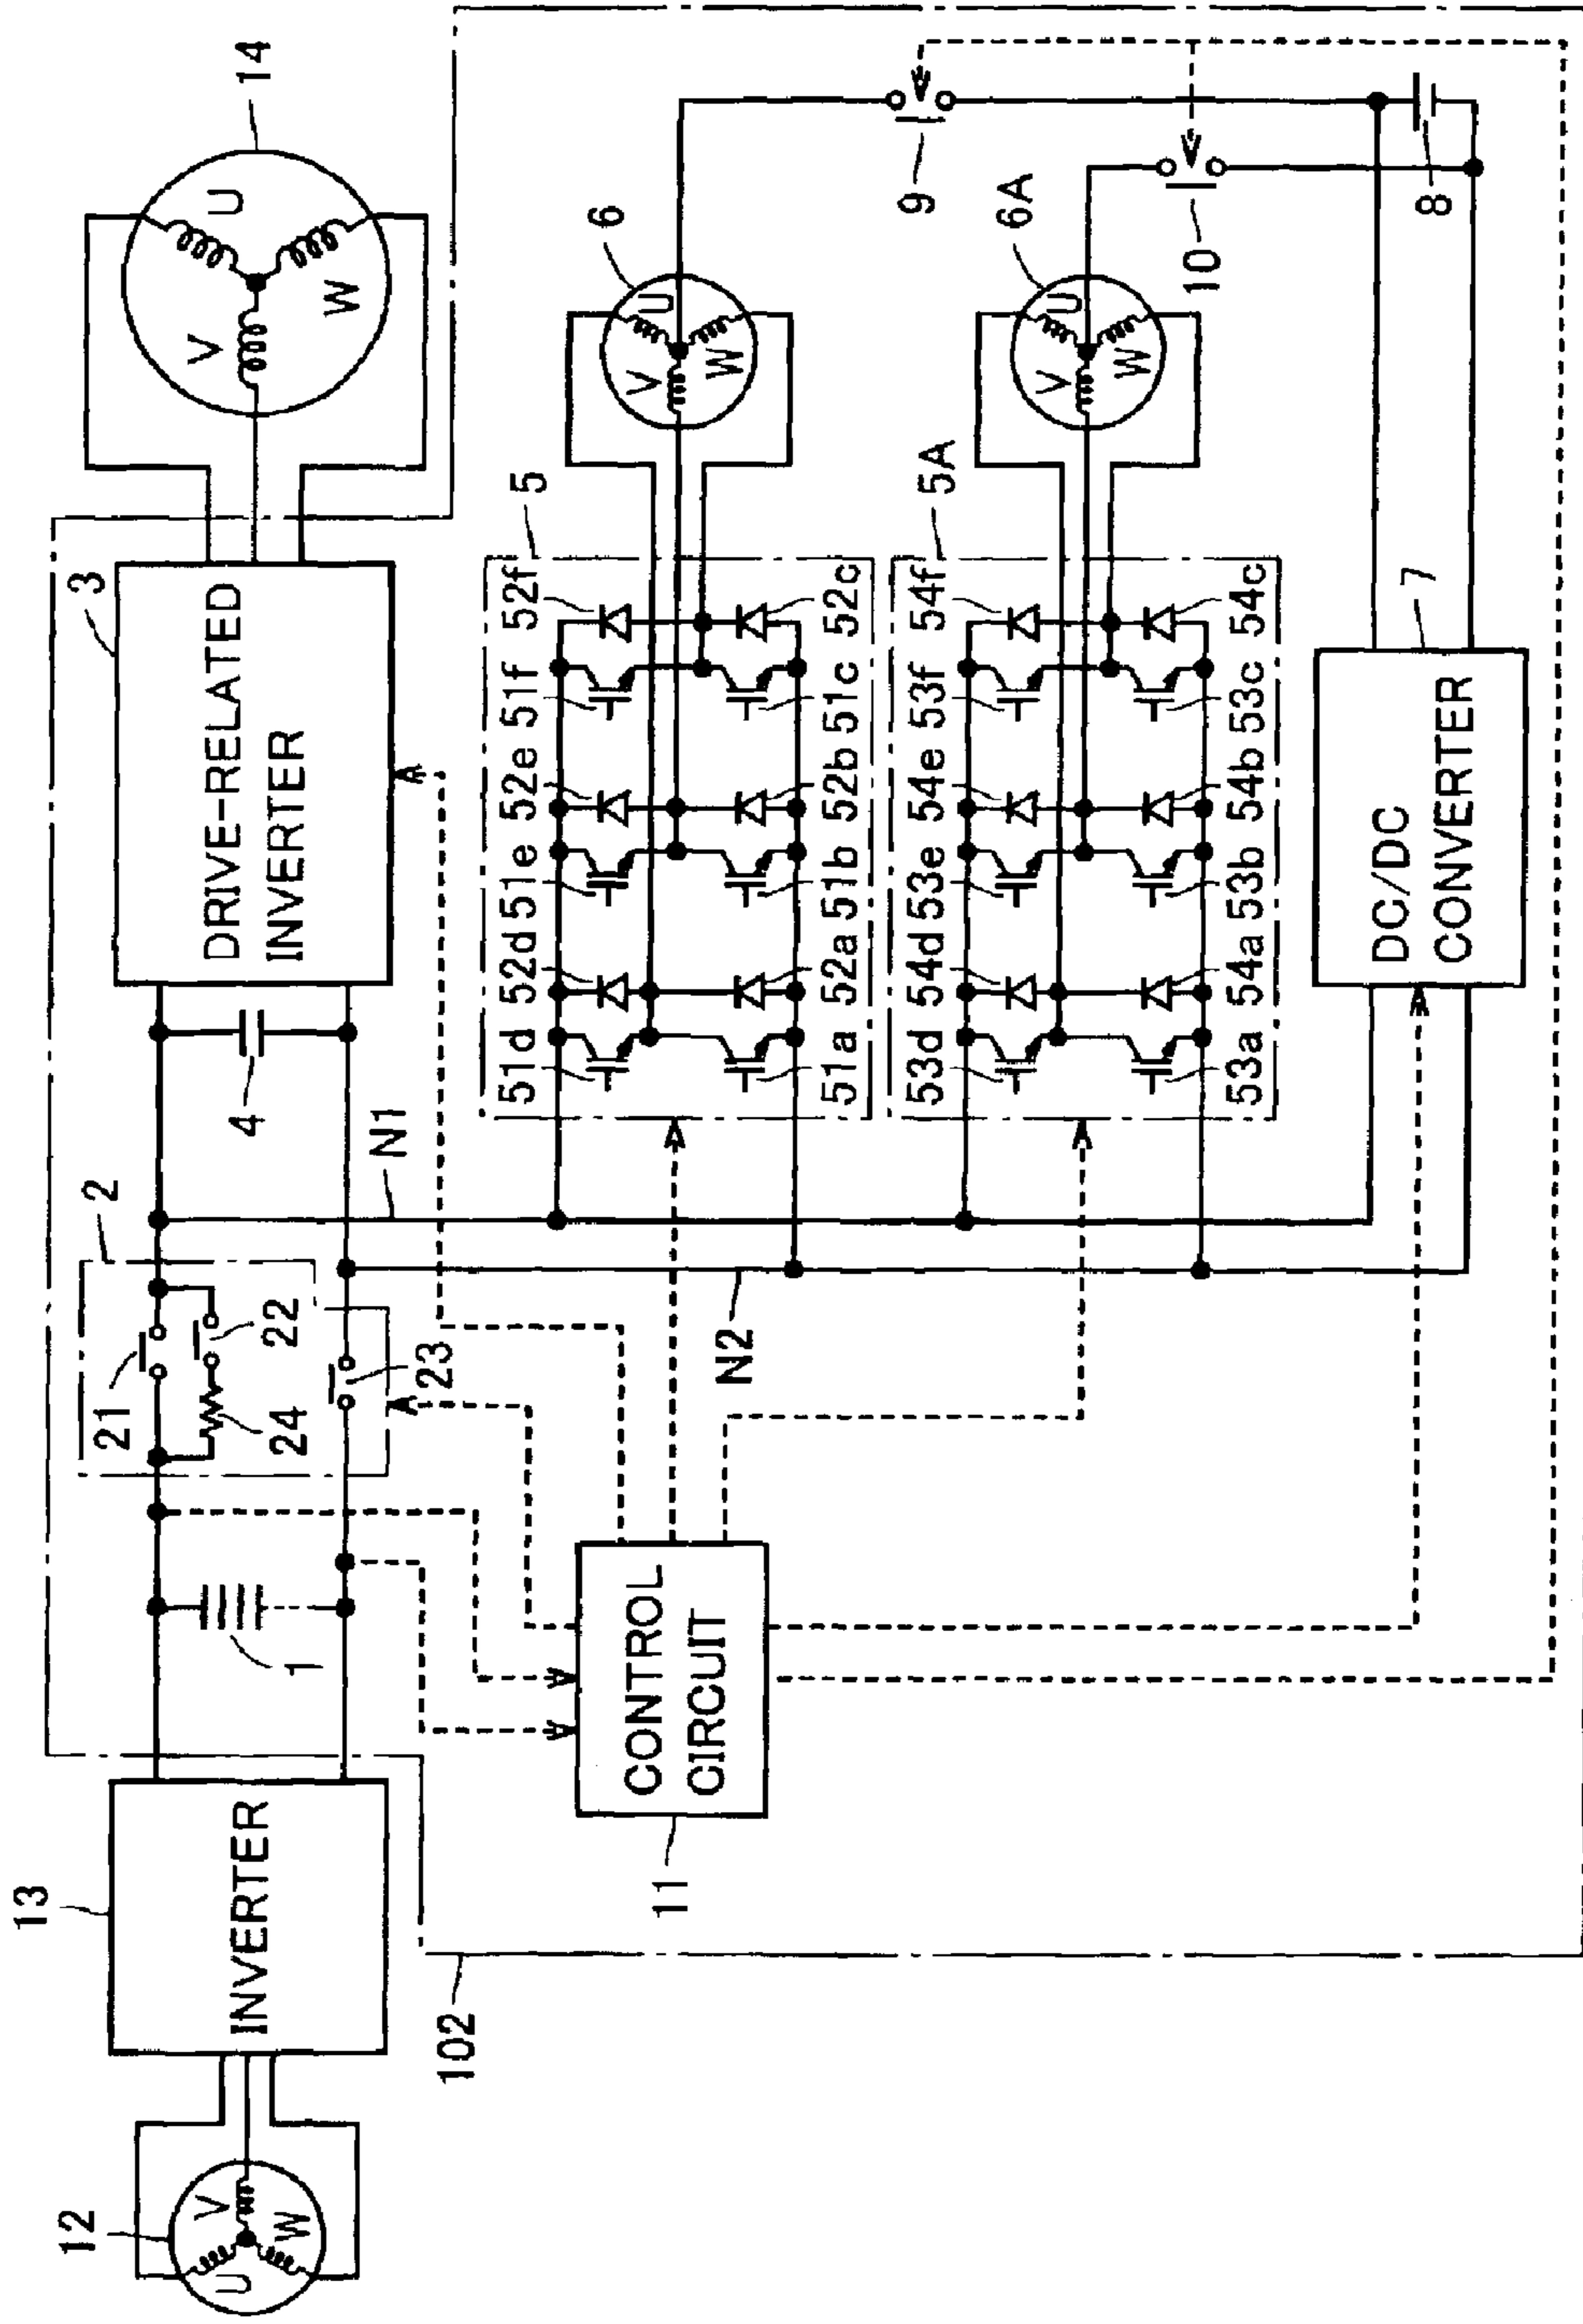 14
U
V
W
3
DRIVE-RELATED
INVERTER
4
N1
2
21
22
24
23
N2
1
13
INVERTER
12
U
V
W
102
CONTROL
CIRCUIT
11
5
51d 52d 51e 52e 51f 52f
51a 52a 51b 52b 51c 52c
6
U
V
W
9
5A
53d 54d 53e 54e 53f 54f
53a 54a 53b 54b 53c 54c
6A
U
V
W
10
8
7
DC/DC
CONVERTER